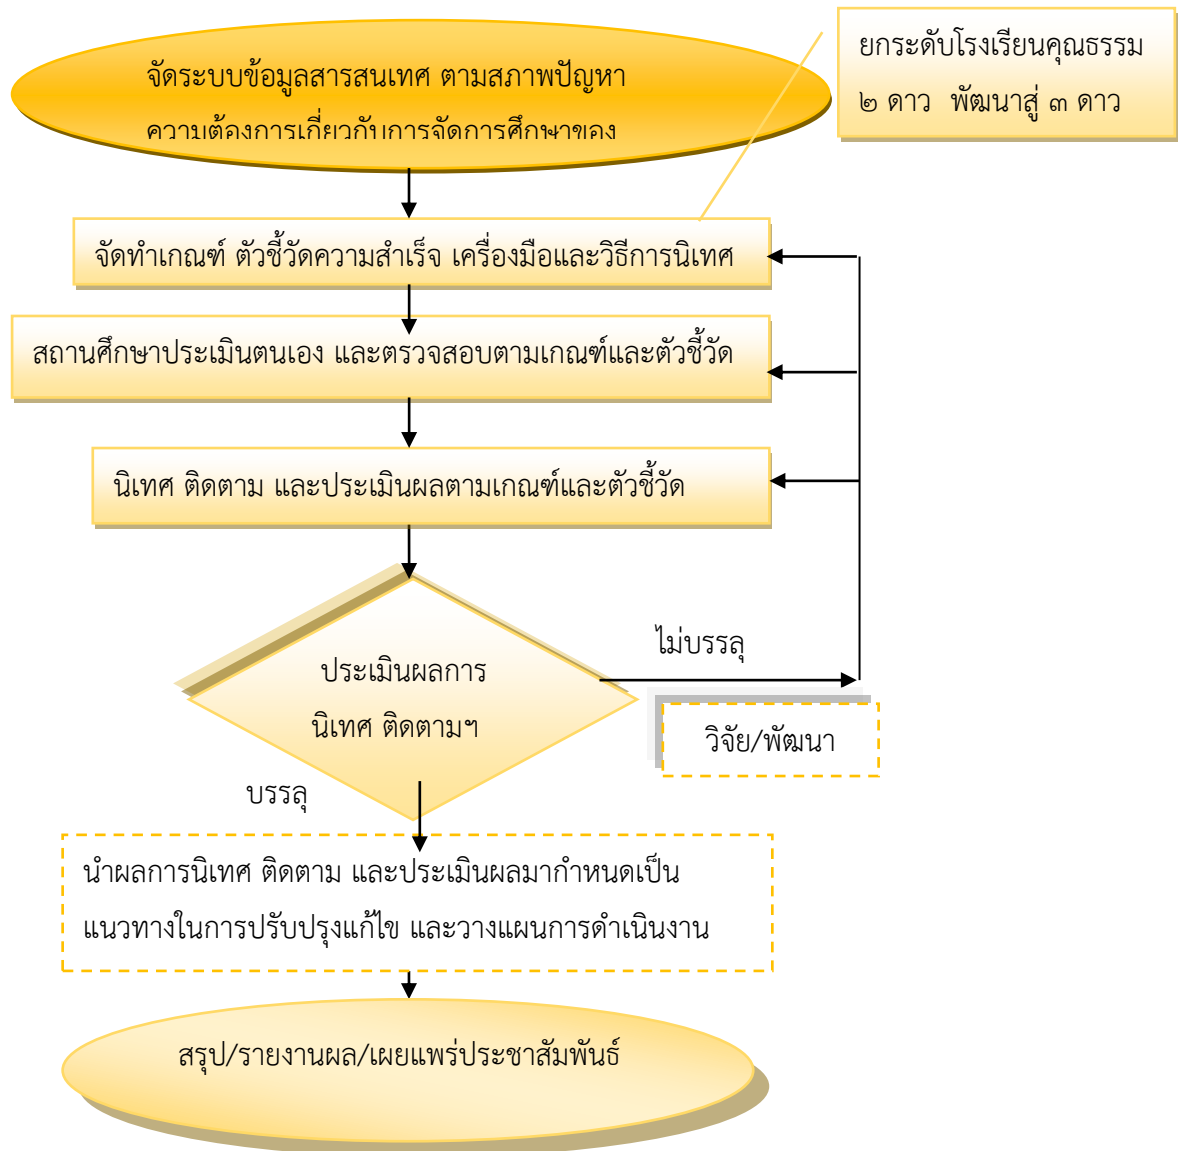 จัดระบบข้อมูลสารสนเทศ ตามสภาพปัญหา
ความต้องการเกี่ยวกับการจัดการศึกษาของ
ยกระดับโรงเรียนคุณธรรม
๒ ดาว พัฒนาสู่ ๓ ดาว
จัดทำเกณฑ์ ตัวชี้วัดความสำเร็จ เครื่องมือและวิธีการนิเทศ
สถานศึกษาประเมินตนเอง และตรวจสอบตามเกณฑ์และตัวชี้วัด
นิเทศ ติดตาม และประเมินผลตามเกณฑ์และตัวชี้วัด
ประเมินผลการ
นิเทศ ติดตามฯ
ไม่บรรลุ
วิจัย/พัฒนา
บรรลุ
นำผลการนิเทศ ติดตาม และประเมินผลมากำหนดเป็น
แนวทางในการปรับปรุงแก้ไข และวางแผนการดำเนินงาน
สรุป/รายงานผล/เผยแพร่ประชาสัมพันธ์